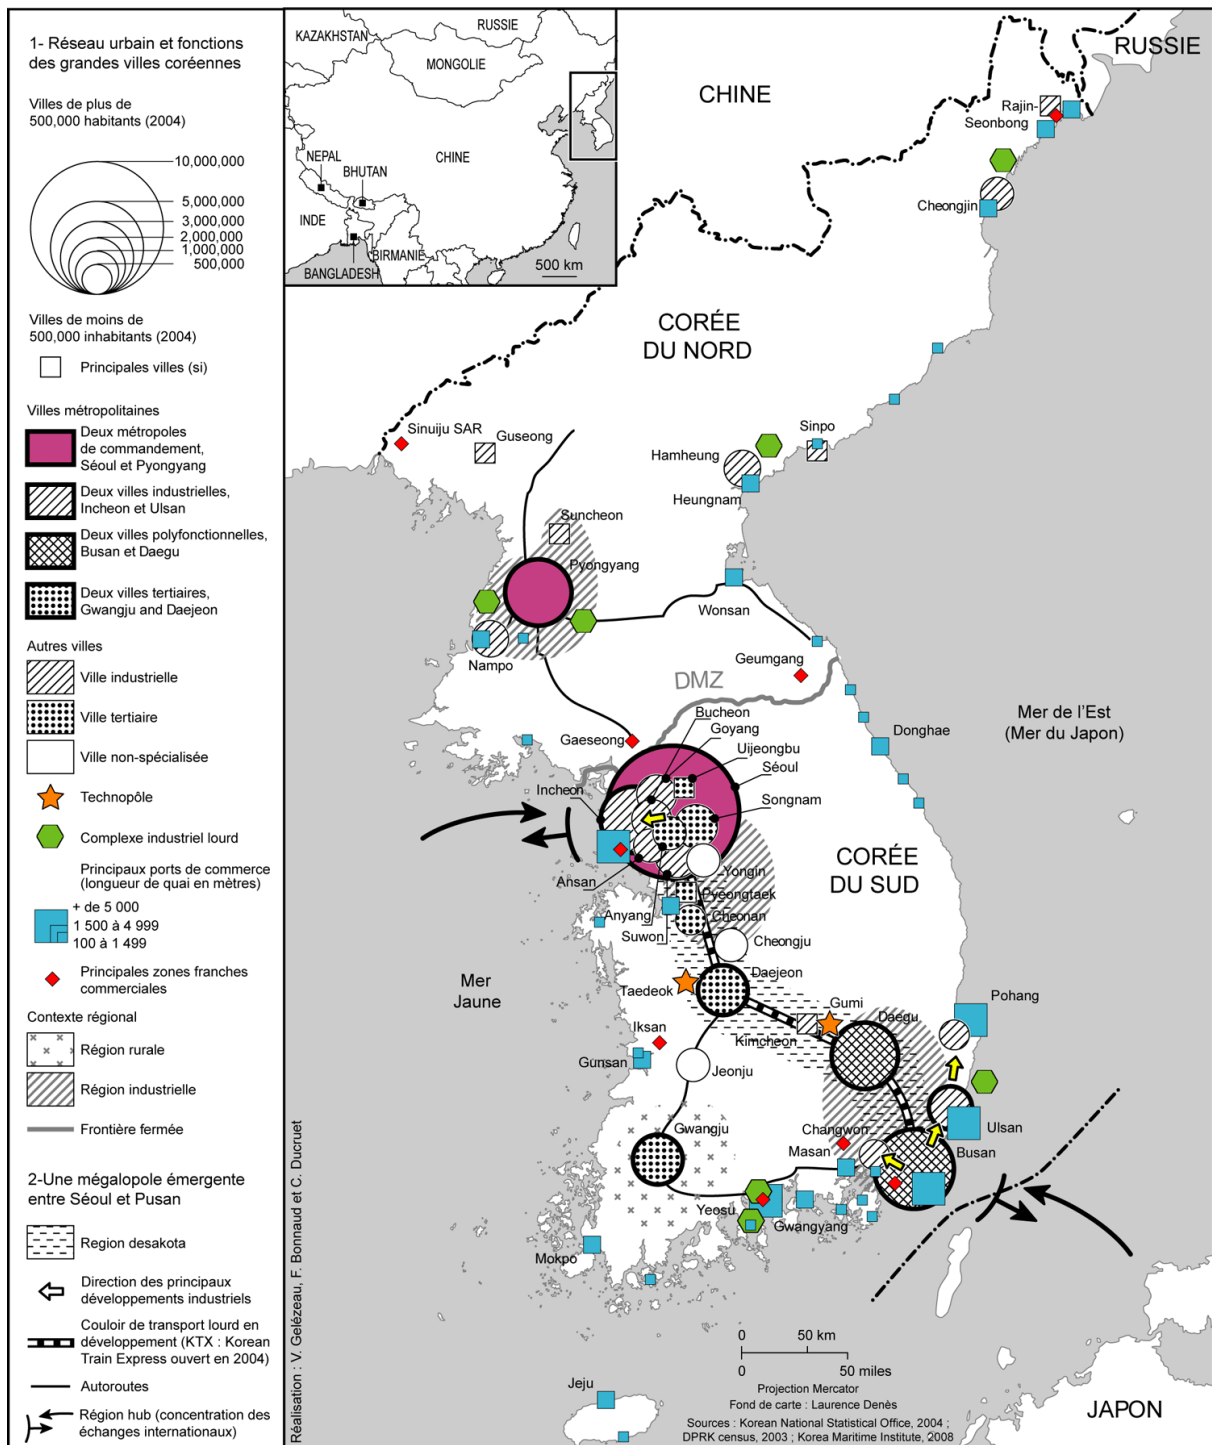 1- Réseau urbain et fonctions
des grandes villes coréennes
Villes de plus de
500,000 habitants (2004)
10,000,000
5,000,000
3,000,000
2,000,000
1,000,000
500,000
Villes de moins de
500,000 inhabitants (2004)
Principales villes (si)
Villes métropolitaines
Deux métropoles
de commandement,
Séoul et Pyongyang
Deux villes industrielles,
Incheon et Ulsan
Deux villes polyfonctionnelles,
Busan et Daegu
Deux villes tertiaires,
Gwangju and Daejeon
Autres villes
Ville industrielle
Ville tertiaire
Ville non-spécialisée
Technopôle
Complexe industriel lourd
Principaux ports de commerce
(longueur de quai en mètres)
+ de 5 000
1 500 à 4 999
100 à 1 499
Principales zones franches
commerciales
Contexte régional
Région rurale
Région industrielle
Frontière fermée
2-Une mégalopole émergente
entre Séoul et Pusan
Region desakota
Direction des principaux
développements industriels
Couloir de transport lourd en
développement (KTX : Korean
Train Express ouvert en 2004)
Autoroutes
Région hub (concentration des
échanges internationaux)
KAZAKHSTAN
RUSSIE
MONGOLIE
CHINE
NEPAL
BHUTAN
INDE
BIRMANIE
BANGLADESH
500 km
RUSSIE
CHINE
Rajin-
Seonbong
Cheongjin
CORÉE
DU NORD
Sinuiju SAR
Guseong
Sinpo
Hamheung
Heungnam
Suncheon
Pyongyang
Wonsan
Nampo
Geumgang
DMZ
Bucheon
Goyang
Uijeongbu
Séoul
Songnam
Gaeseong
Incheon
Donghae
Mer de l'Est
(Mer du Japon)
CORÉE
DU SUD
Ansan
Anyang
Suwon
Yongin
Pyeongtaek
Cheonan
Cheongju
Daejeon
Taedeok
Mer
Jaune
Iksan
Gunsan
Jeonju
Gumi
Kimcheon
Daegu
Pohang
Ulsan
Busan
Changwon
Masan
Gwangju
Yeosu
Gwangyang
Mokpo
Jeju
JAPON
0 50 km
0 50 miles
Projection Mercator
Fond de carte : Laurence Denès
Sources : Korean National Statistical Office, 2004 ;
DPRK census, 2003 ; Korea Maritime Institute, 2008
Réalisation : V. Gelézeau, F. Bonnaud et C. Ducruet